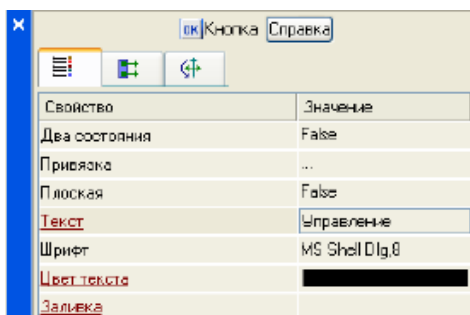 ок Кнопка Справка
Свойство Значение
Два состояния False
Привязка ...
Плоская False
Текст Управление
Шрифт MS Shell Dlg,8
Цвет текста
Заливка